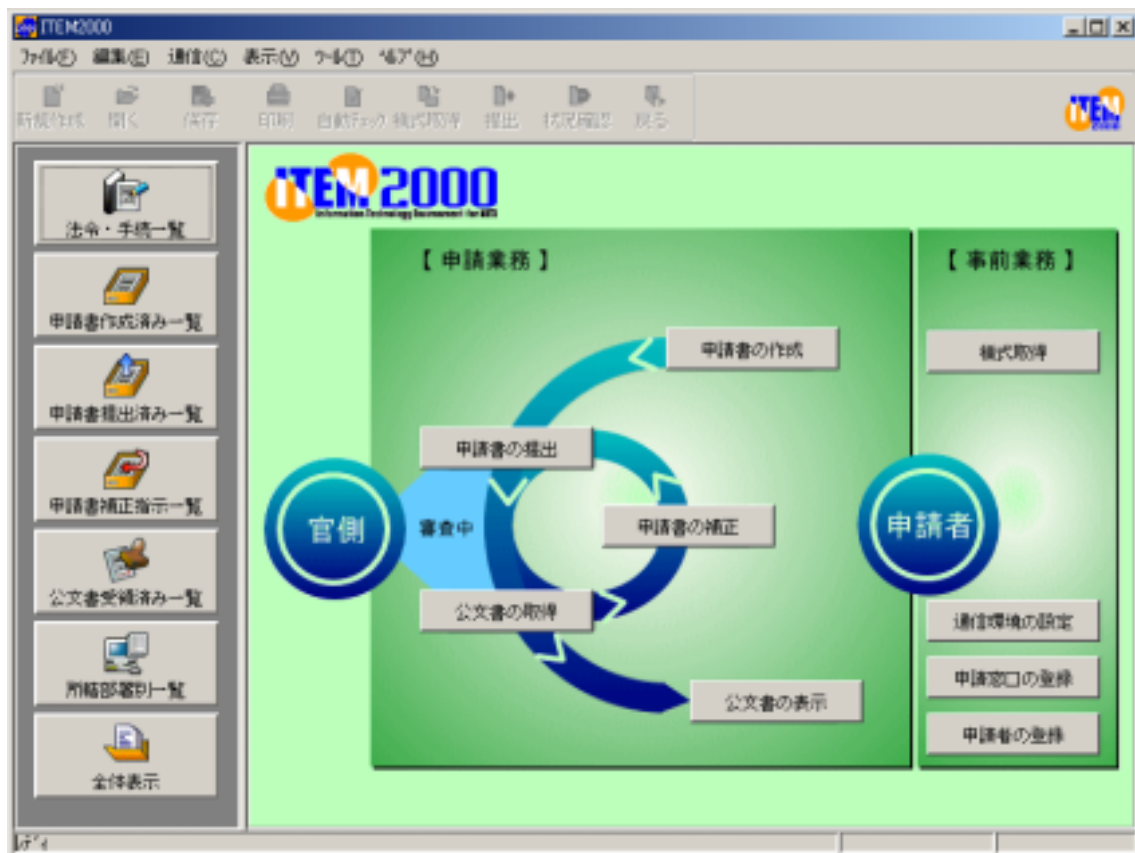 ITEM2000
ファイル(F) 編集(E) 通信(C) 表示(V) ツール(T) ヘルプ(H)
新規作成 開く 保存 印刷 自動チェック 様式取得 提出 状況確認 戻る
ITEM 2000
法令・手続一覧
申請書作成済み一覧
申請書提出済み一覧
申請書補正指示一覧
公文書受領済み一覧
所轄部署別一覧
全体表示
ITEM 2000
Information Technology Environment for METI
【 申請業務 】
申請書の作成
申請書の提出
官側
審査中
申請書の補正
公文書の取得
公文書の表示
【 事前業務 】
様式取得
申請者
通信環境の設定
申請窓口の登録
申請者の登録
レディ